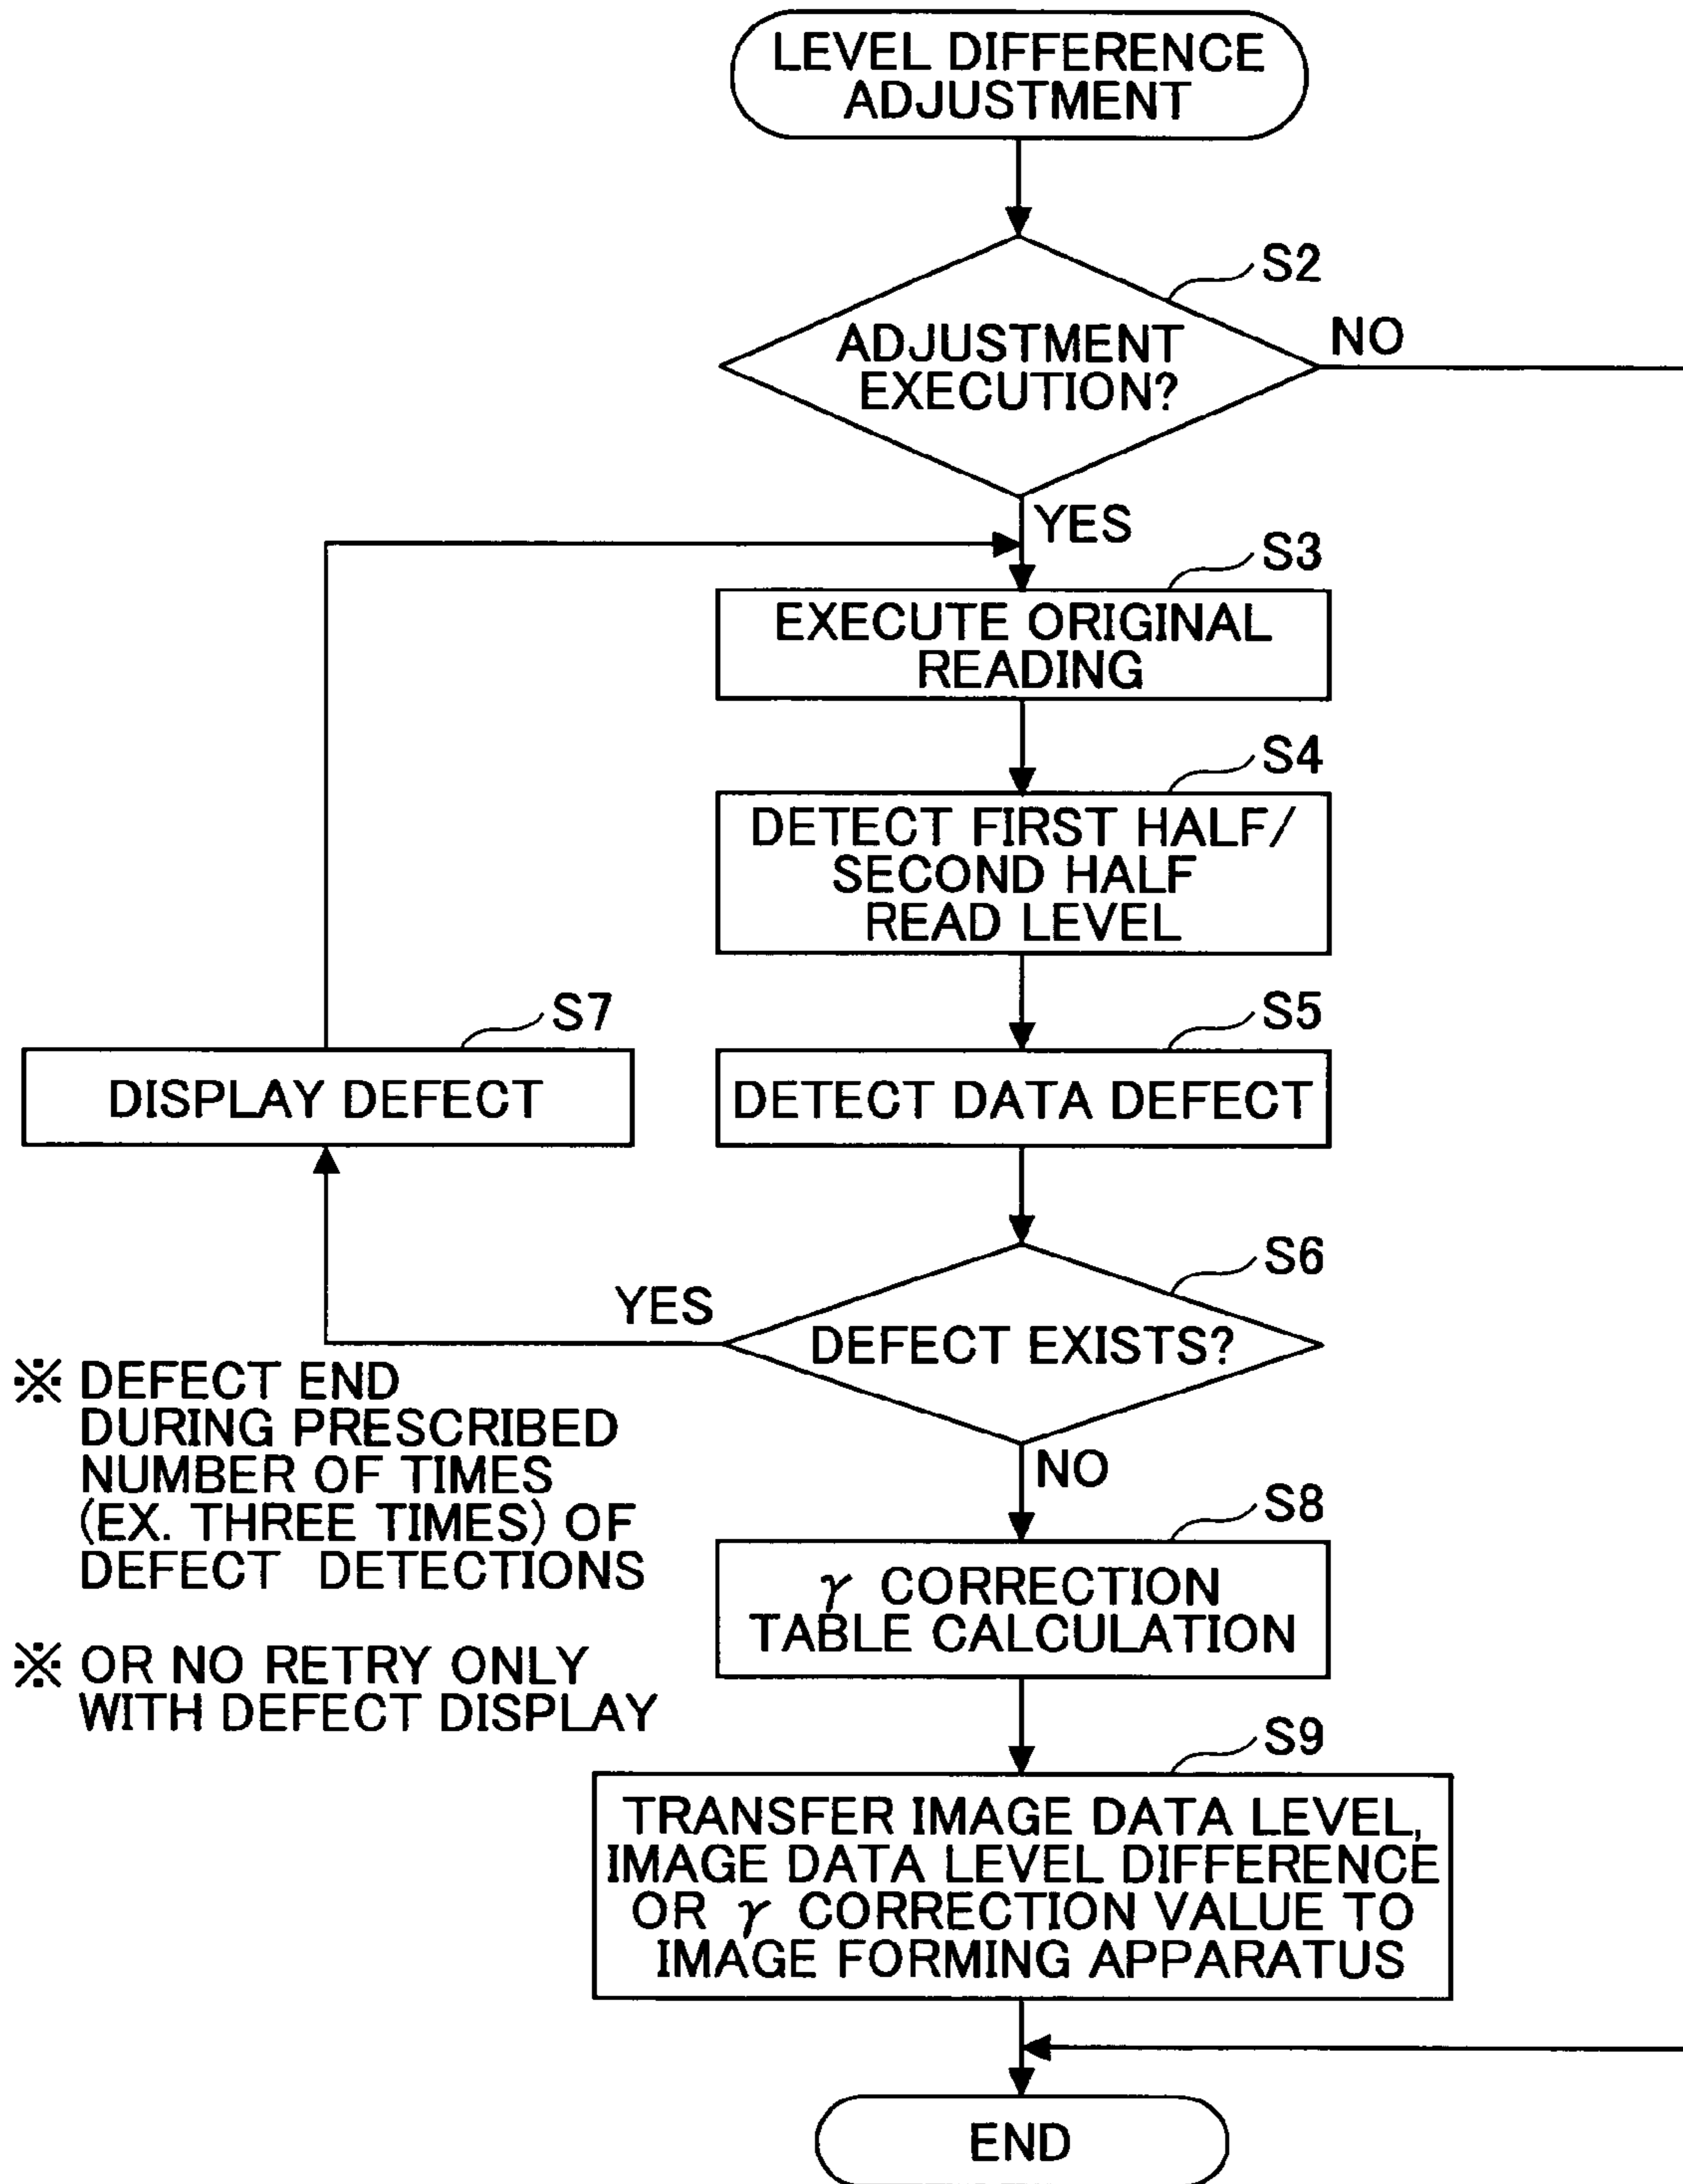 LEVEL DIFFERENCE
ADJUSTMENT
S2
ADJUSTMENT
EXECUTION?
NO
YES
S3
EXECUTE ORIGINAL
READING
S4
DETECT FIRST HALF/
SECOND HALF
READ LEVEL
S7
DISPLAY DEFECT
S5
DETECT DATA DEFECT
S6
YES
DEFECT EXISTS?
※ DEFECT END
DURING PRESCRIBED
NUMBER OF TIMES
(EX. THREE TIMES) OF
DEFECT DETECTIONS
※ OR NO RETRY ONLY
WITH DEFECT DISPLAY
NO
S8
γ CORRECTION
TABLE CALCULATION
S9
TRANSFER IMAGE DATA LEVEL,
IMAGE DATA LEVEL DIFFERENCE
OR γ CORRECTION VALUE TO
IMAGE FORMING APPARATUS
END